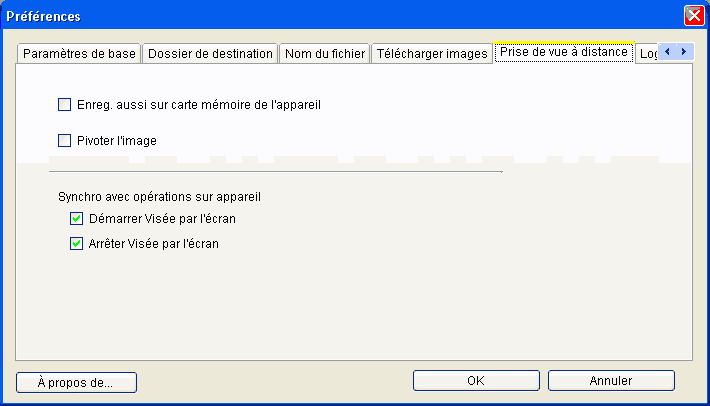 Préférences
Paramètres de base Dossier de destination Nom du fichier Télécharger images Prise de vue à distance Log
Enreg. aussi sur carte mémoire de l'appareil
Pivoter l'image
Synchro avec opérations sur appareil
Démarrer Visée par l'écran
Arrêter Visée par l'écran
À propos de... OK Annuler